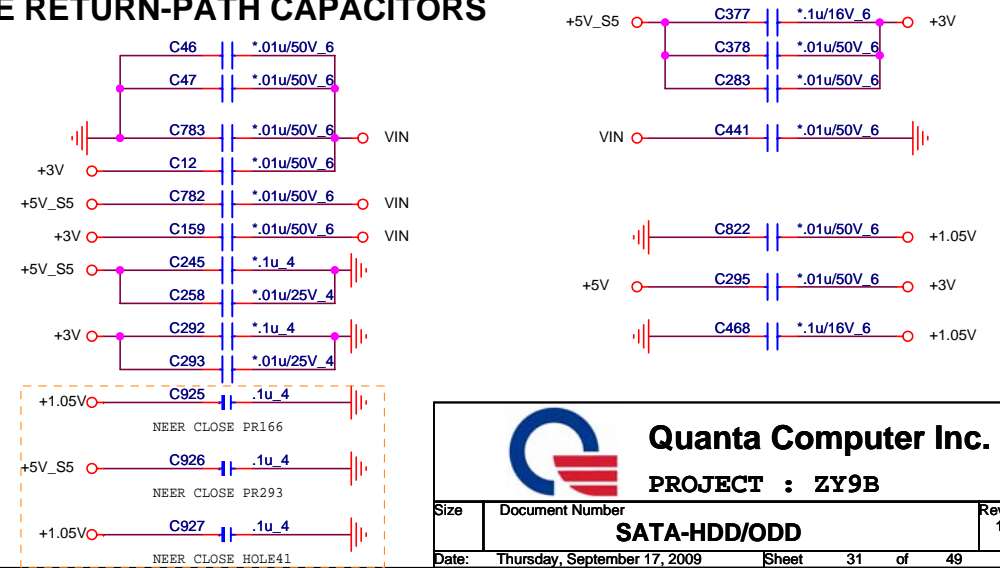 E RETURN-PATH CAPACITORS
C46 *.01u/50V_6
C47 *.01u/50V_6
C783 *.01u/50V_6 VIN
+3V C12 *.01u/50V_6
+5V_S5 C782 *.01u/50V_6 VIN
+3V C159 *.01u/50V_6 VIN
+5V_S5 C245 *.1u_4
C258 *.01u/25V_4
+3V C292 *.1u_4
C293 *.01u/25V_4
+1.05V C925 .1u_4
NEER CLOSE PR166
+5V_S5 C926 .1u_4
NEER CLOSE PR293
+1.05V C927 .1u_4
NEER CLOSE HOLE41
+5V_S5 C377 *.1u/16V_6 +3V
C378 *.01u/50V_6
C283 *.01u/50V_6
VIN C441 *.01u/50V_6
C822 *.01u/50V_6 +1.05V
+5V C295 *.01u/50V_6 +3V
C468 *.1u/16V_6 +1.05V
Quanta Computer Inc.
PROJECT : ZY9B
Size Document Number Rev
SATA-HDD/ODD 1
Date: Thursday, September 17, 2009 Sheet 31 of 49